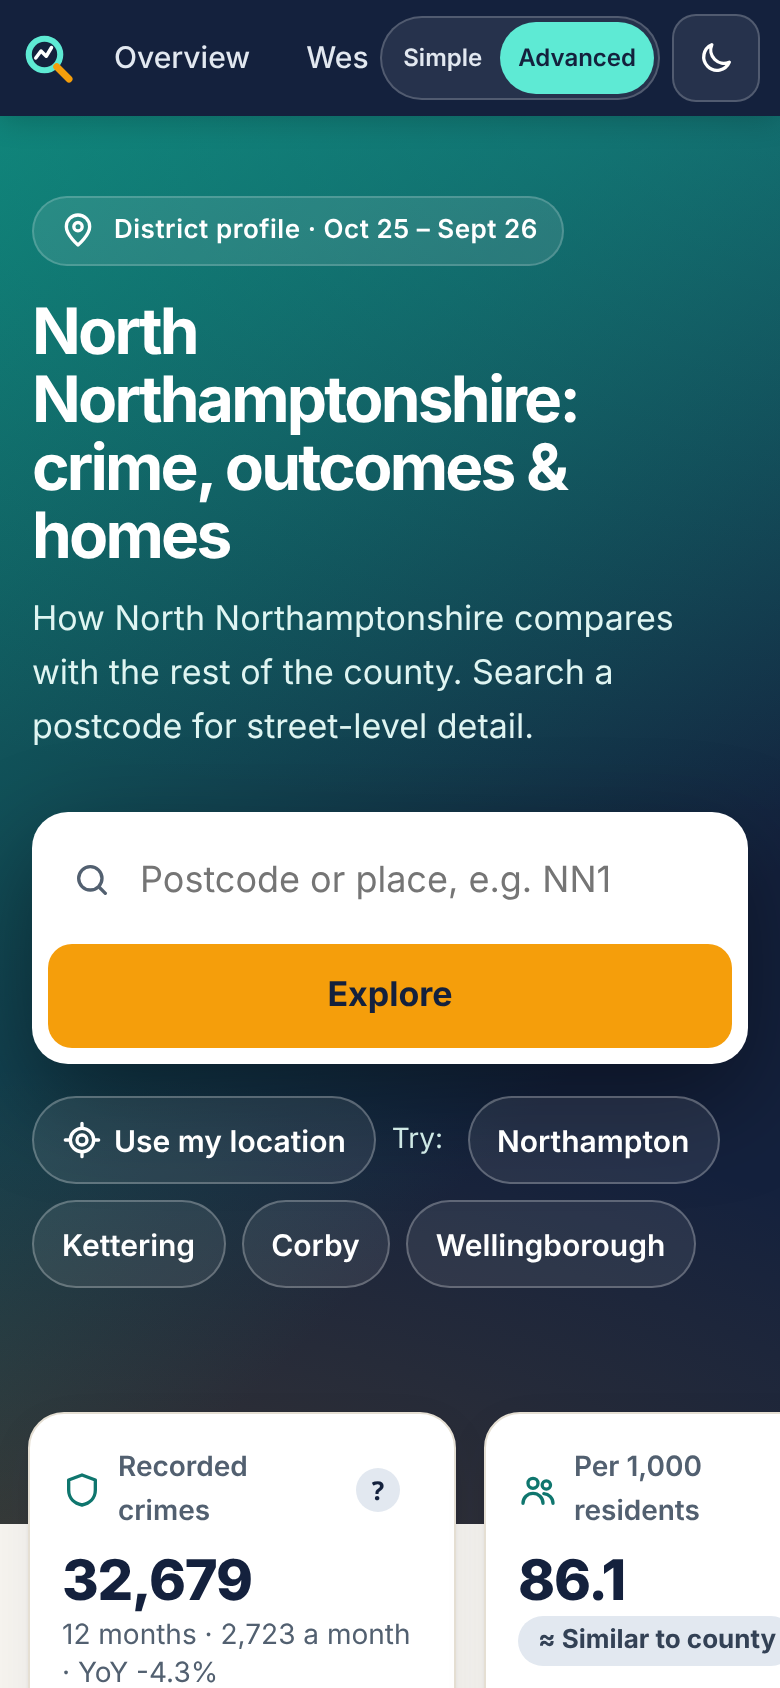 Overview
Wes
Simple
Advanced
District profile · Oct 25 – Sept 26
North
Northamptonshire:
crime, outcomes &
homes
How North Northamptonshire compares
with the rest of the county. Search a
postcode for street-level detail.
Postcode or place, e.g. NN1
Explore
Use my location
Try:
Northampton
Kettering
Corby
Wellingborough
Recorded
crimes
?
32,679
12 months · 2,723 a month
· YoY -4.3%
Per 1,000
residents
86.1
≈ Similar to county